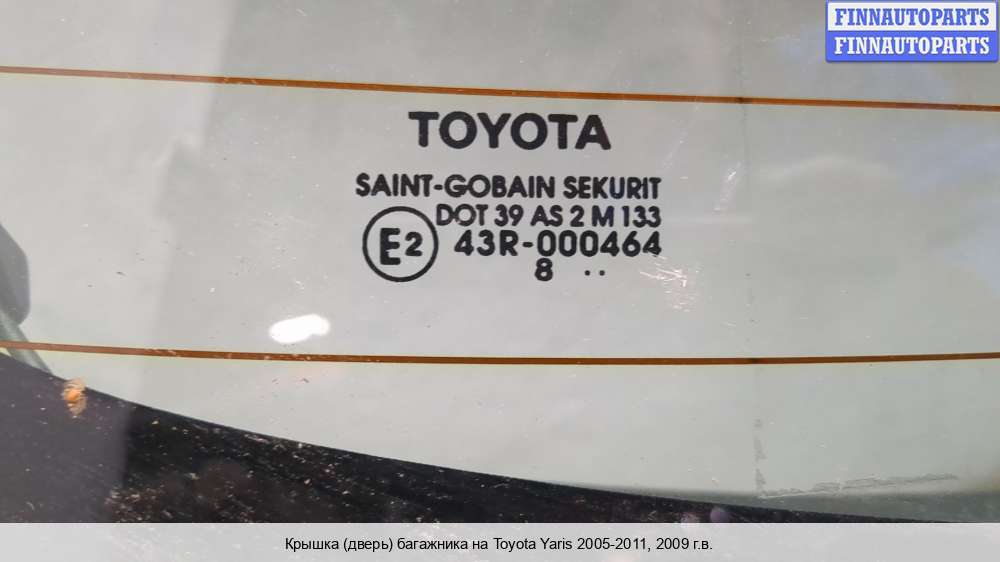 FINNAUTOPARTS
FINNAUTOPARTS
TOYOTA
SAINT-GOBAIN SEKURIT
DOT 39 AS 2 M 133
E2 43R-000464
8 ..
Крышка (дверь) багажника на Toyota Yaris 2005-2011, 2009 г.в.